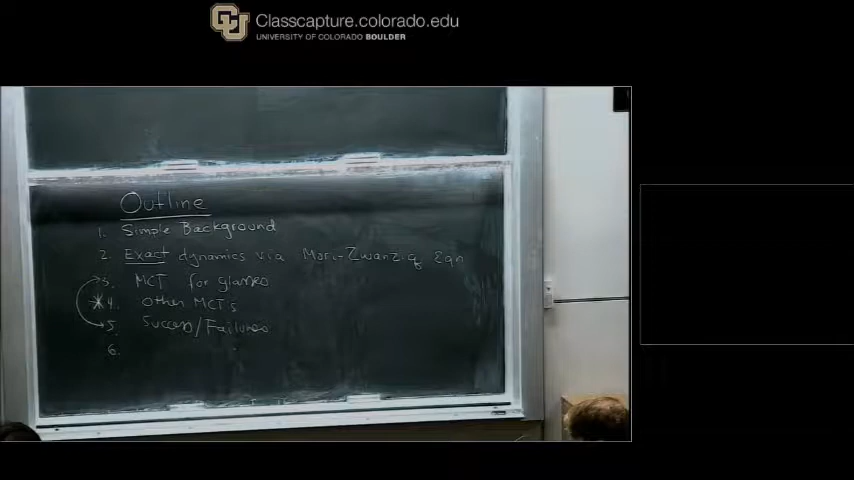 CU
Classcapture.colorado.edu
UNIVERSITY OF COLORADO BOULDER
Outline
1. Simple Background
2. Exact dynamics via Mori-Zwanzig Eqn
3. MCT for glasses
*4. Other MCT's
5. Success/Failures
6.